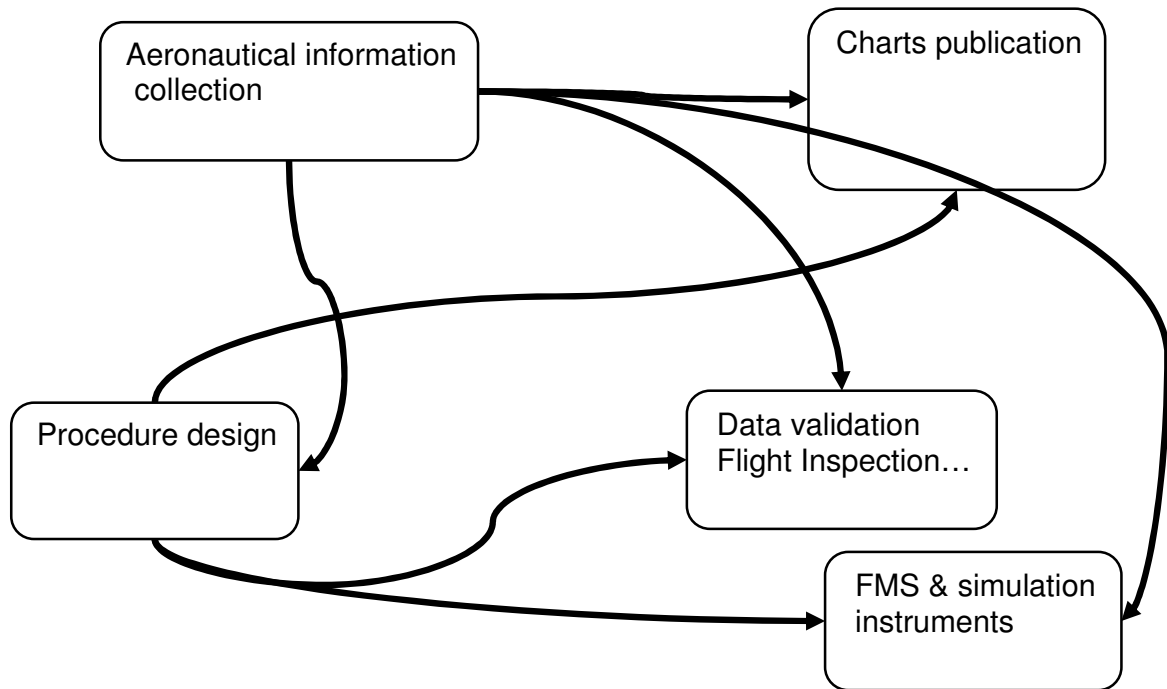 Aeronautical information
collection
Charts publication
Procedure design
Data validation
Flight Inspection…
FMS & simulation
instruments